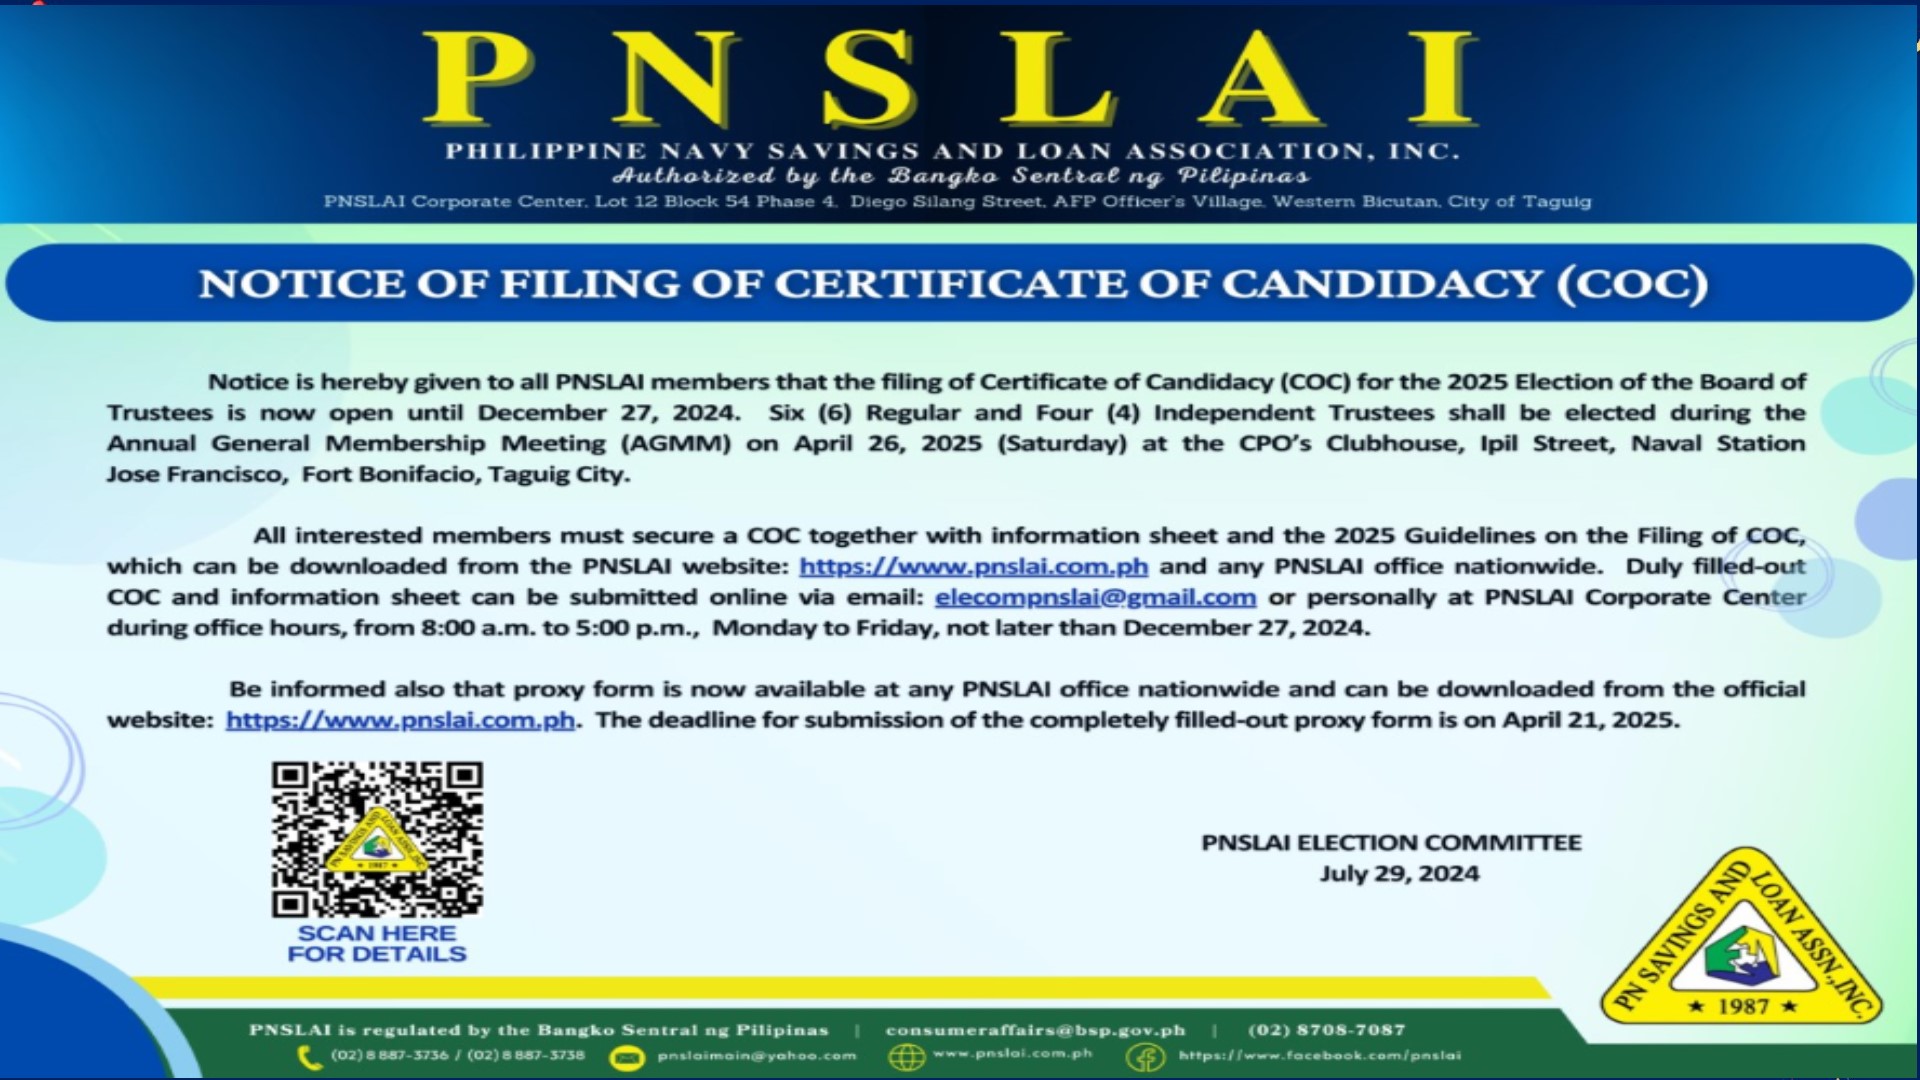 P N S L A I
PHILIPPINE NAVY SAVINGS AND LOAN ASSOCIATION, INC.
Authorized by the Bangko Sentral ng Pilipinas
PNSLAI Corporate Center, Lot 12 Block 54 Phase 4, Diego Silang Street, AFP Officer's Village, Western Bicutan, City of Taguig
NOTICE OF FILING OF CERTIFICATE OF CANDIDACY (COC)
Notice is hereby given to all PNSLAI members that the filing of Certificate of Candidacy (COC) for the 2025 Election of the Board of
Trustees is now open until December 27, 2024. Six (6) Regular and Four (4) Independent Trustees shall be elected during the
Annual General Membership Meeting (AGMM) on April 26, 2025 (Saturday) at the CPO's Clubhouse, Ipil Street, Naval Station
Jose Francisco, Fort Bonifacio, Taguig City.
All interested members must secure a COC together with information sheet and the 2025 Guidelines on the Filing of COC,
which can be downloaded from the PNSLAI website: https://www.pnslai.com.ph and any PNSLAI office nationwide. Duly filled-out
COC and information sheet can be submitted online via email: elecompnslai@gmail.com or personally at PNSLAI Corporate Center
during office hours, from 8:00 a.m. to 5:00 p.m., Monday to Friday, not later than December 27, 2024.
Be informed also that proxy form is now available at any PNSLAI office nationwide and can be downloaded from the official
website: https://www.pnslai.com.ph. The deadline for submission of the completely filled-out proxy form is on April 21, 2025.
PN SAVINGS AND LOAN ASSN., INC.
1987
SCAN HERE
FOR DETAILS
PNSLAI ELECTION COMMITTEE
July 29, 2024
PN SAVINGS AND LOAN ASSN., INC.
★ 1987 ★
PNSLAI is regulated by the Bangko Sentral ng Pilipinas | consumeraffairs@bsp.gov.ph | (02) 8708-7087
(02) 8 887-3736 / (02) 8 887-3738 pnslaimain@yahoo.com www.pnslai.com.ph https://www.facebook.com/pnslai